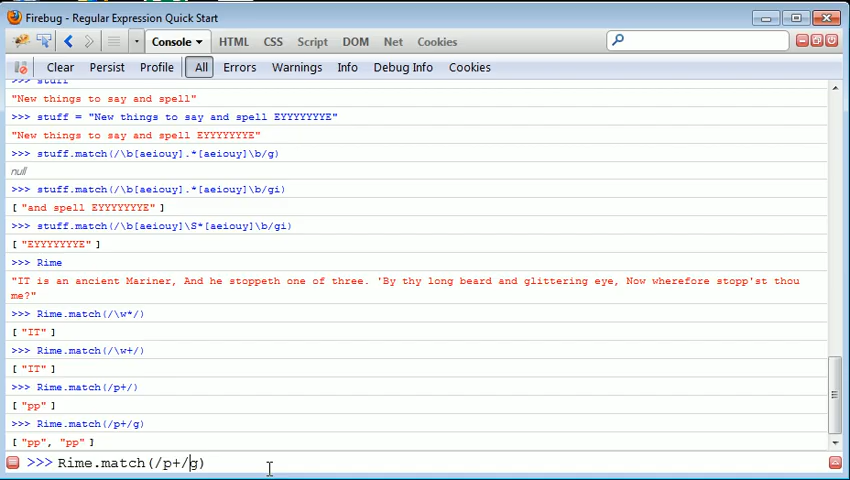 Firebug - Regular Expression Quick Start
Console HTML CSS Script DOM Net Cookies
Clear Persist Profile All Errors Warnings Info Debug Info Cookies
>>> stuff
"New things to say and spell"
>>> stuff = "New things to say and spell EYYYYYYYE"
"New things to say and spell EYYYYYYYE"
>>> stuff.match(/\b[aeiouy].*[aeiouy]\b/g)
null
>>> stuff.match(/\b[aeiouy].*[aeiouy]\b/gi)
["and spell EYYYYYYYE"]
>>> stuff.match(/\b[aeiouy]\S*[aeiouy]\b/gi)
["EYYYYYYYE"]
>>> Rime
"IT is an ancient Mariner, And he stoppeth one of three. 'By thy long beard and glittering eye, Now wherefore stopp'st thou
me?"
>>> Rime.match(/\w*/)
["IT"]
>>> Rime.match(/\w+/)
["IT"]
>>> Rime.match(/p+/)
["pp"]
>>> Rime.match(/p+/g)
["pp", "pp"]
>>> Rime.match(/p+/g)